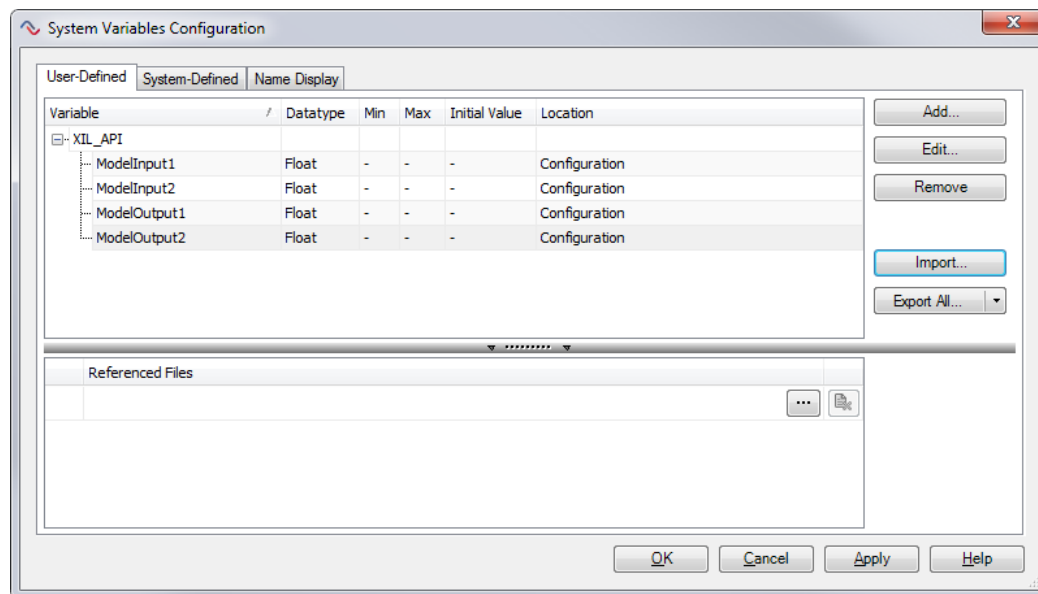 System Variables Configuration
User-Defined System-Defined Name Display
Variable / Datatype Min Max Initial Value Location
XIL_API
ModelInput1 Float - - - Configuration
ModelInput2 Float - - - Configuration
ModelOutput1 Float - - - Configuration
ModelOutput2 Float - - - Configuration
Add...
Edit...
Remove
Import...
Export All...
Referenced Files
...
OK Cancel Apply Help